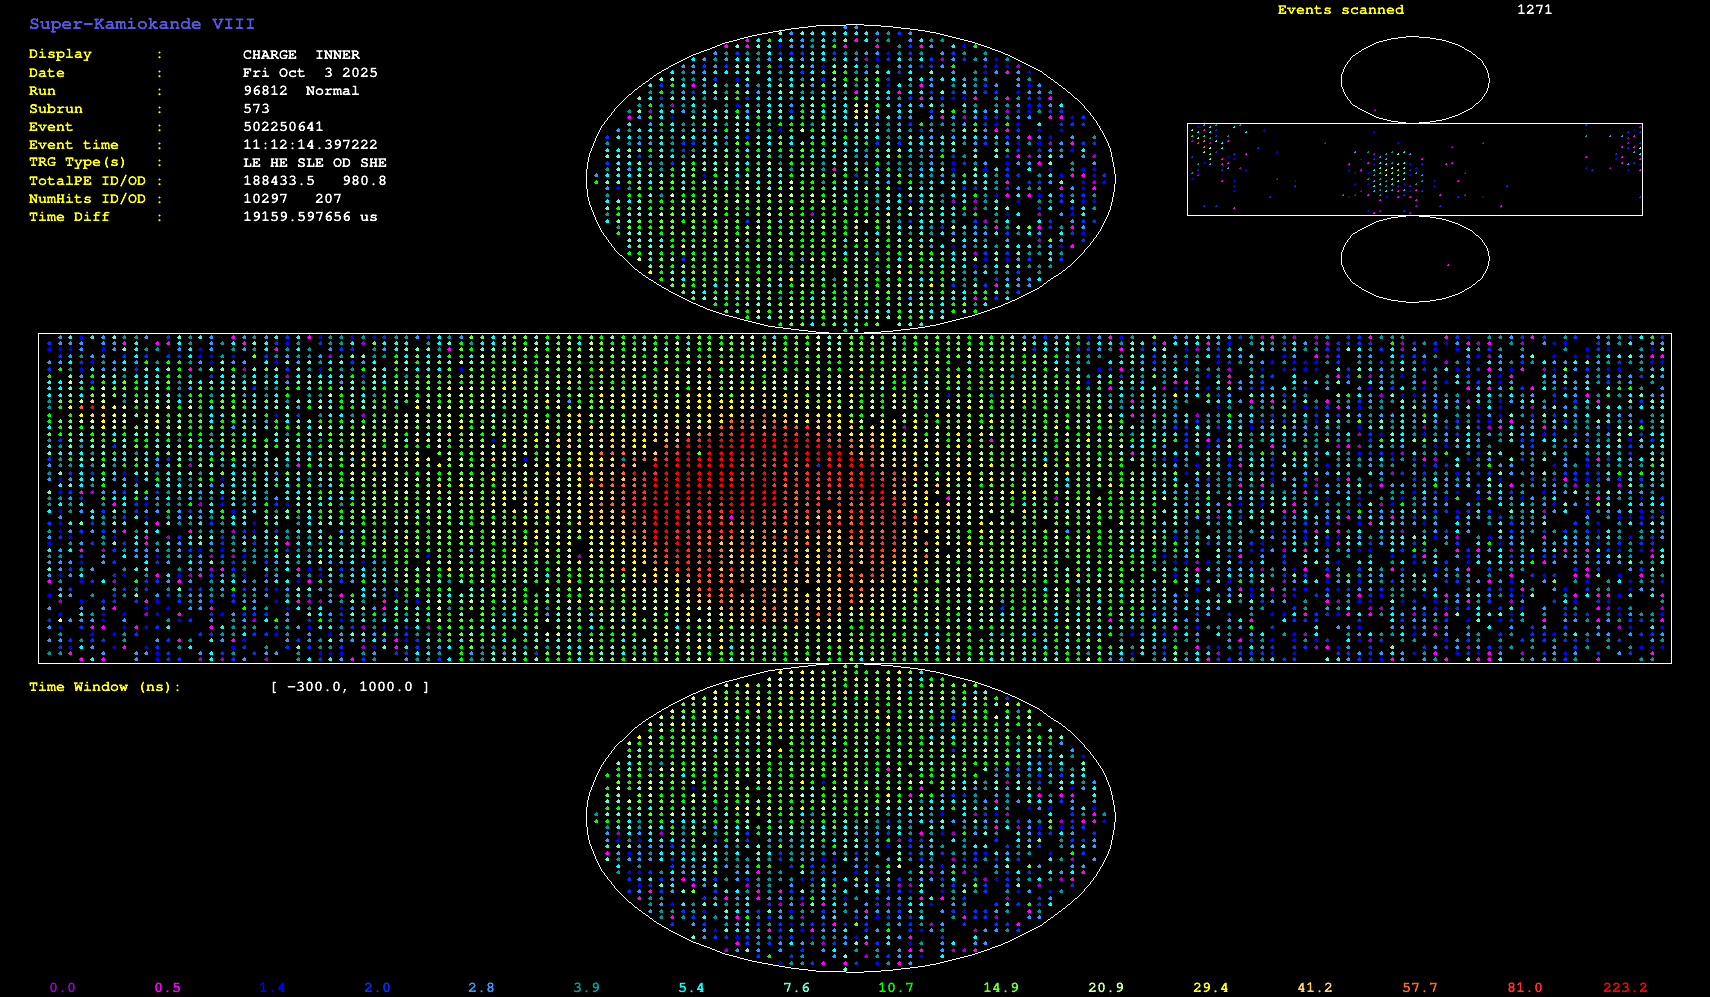 Super-Kamiokande VIII
Display : CHARGE INNER
Date : Fri Oct 3 2025
Run : 96812 Normal
Subrun : 573
Event : 502250641
Event time : 11:12:14.397222
TRG Type(s) : LE HE SLE OD SHE
TotalPE ID/OD : 188433.5 980.8
NumHits ID/OD : 10297 207
Time Diff : 19159.597656 us
Events scanned 1271
Time Window (ns): [ -300.0, 1000.0 ]
0.0 0.5 1.4 2.0 2.8 3.9 5.4 7.6 10.7 14.9 20.9 29.4 41.2 57.7 81.0 223.2